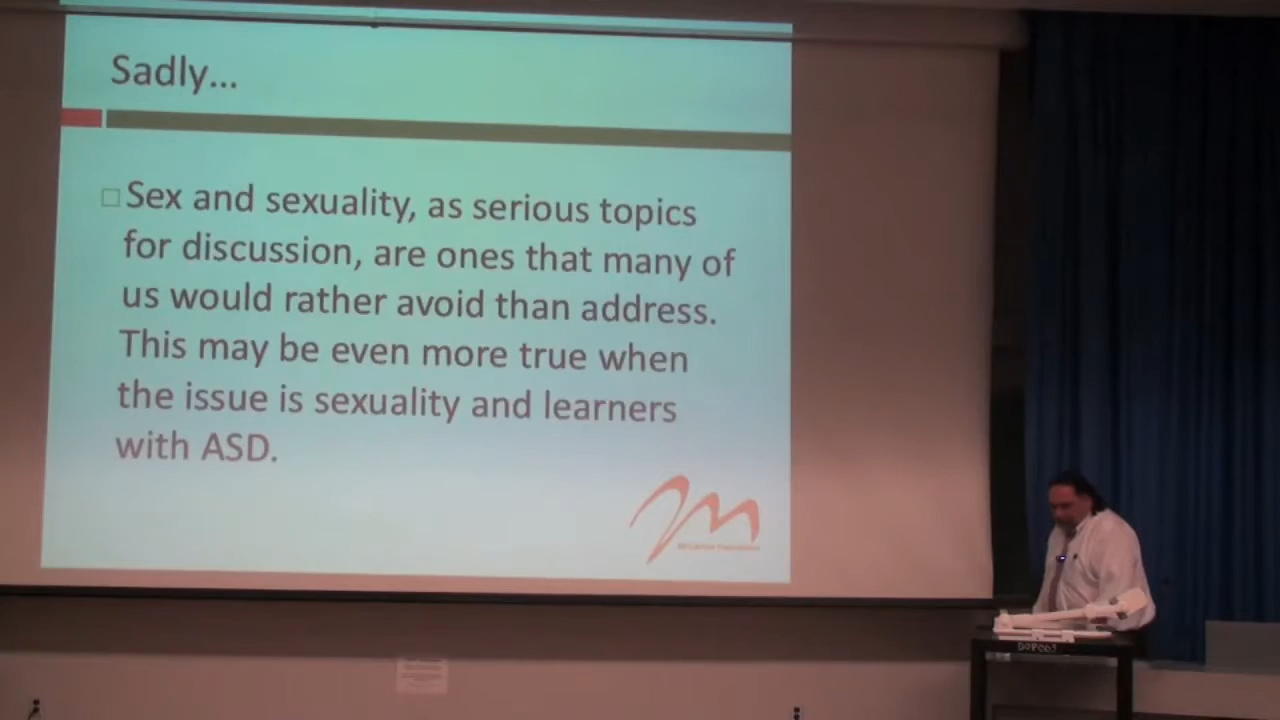 Sadly...
Sex and sexuality, as serious topics
for discussion, are ones that many of
us would rather avoid than address.
This may be even more true when
the issue is sexuality and learners
with ASD.